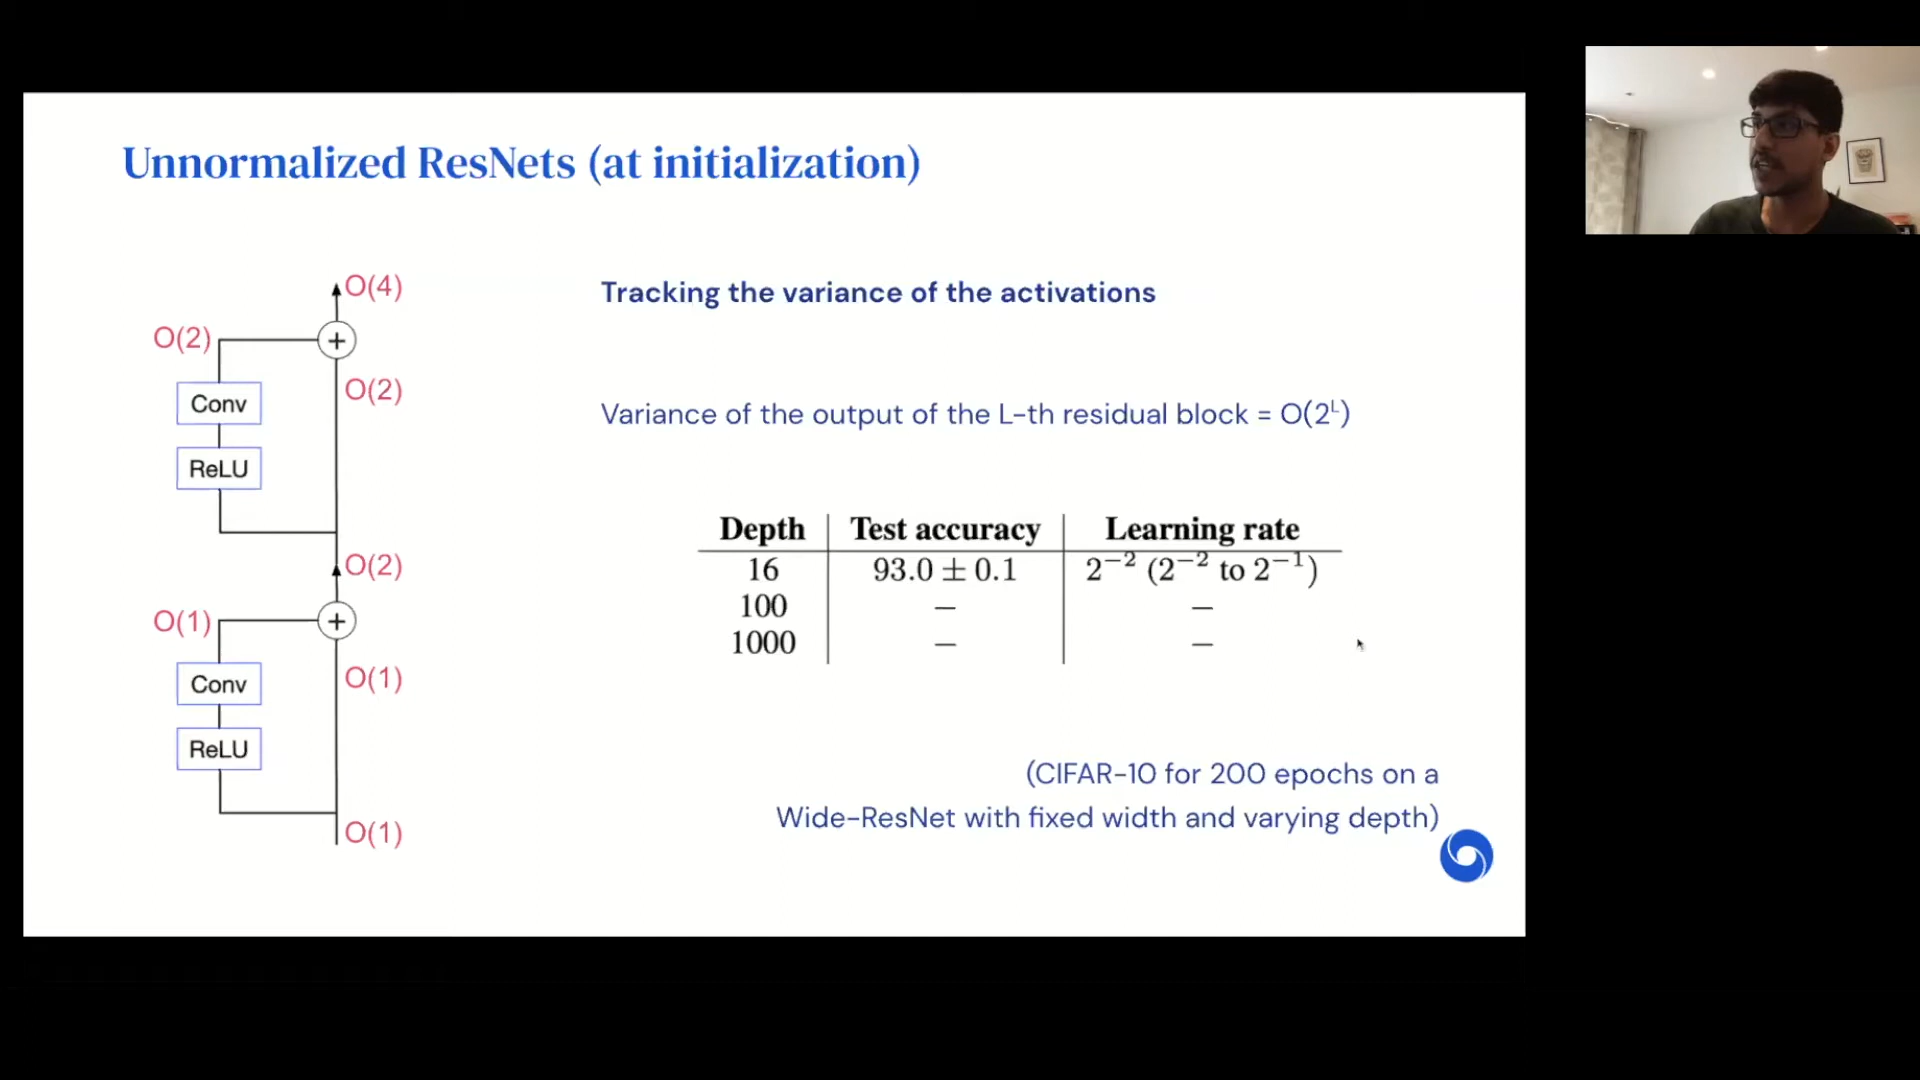 Unnormalized ResNets (at initialization)
O(4)
O(2)
+
O(2)
Conv
ReLU
O(2)
O(1)
+
O(1)
Conv
ReLU
O(1)
Tracking the variance of the activations
Variance of the output of the L-th residual block = O(2ᴸ)
Depth Test accuracy Learning rate
16 93.0 ± 0.1 2⁻² (2⁻² to 2⁻¹)
100 – –
1000 – –
(CIFAR-10 for 200 epochs on a
Wide-ResNet with fixed width and varying depth)